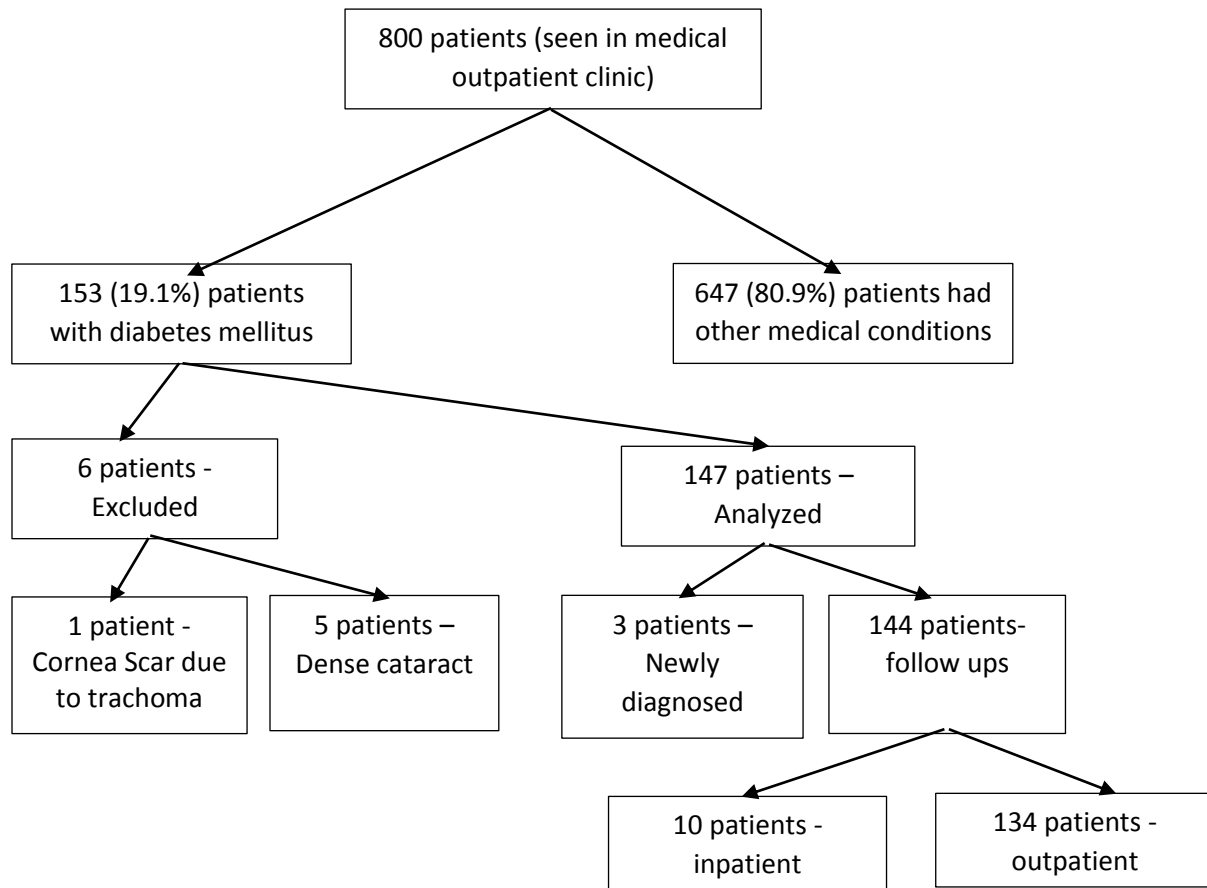 800 patients (seen in medical
outpatient clinic)
153 (19.1%) patients
with diabetes mellitus
647 (80.9%) patients had
other medical conditions
6 patients -
Excluded
147 patients –
Analyzed
1 patient -
Cornea Scar due
to trachoma
5 patients –
Dense cataract
3 patients –
Newly
diagnosed
144 patients-
follow ups
10 patients -
inpatient
134 patients -
outpatient